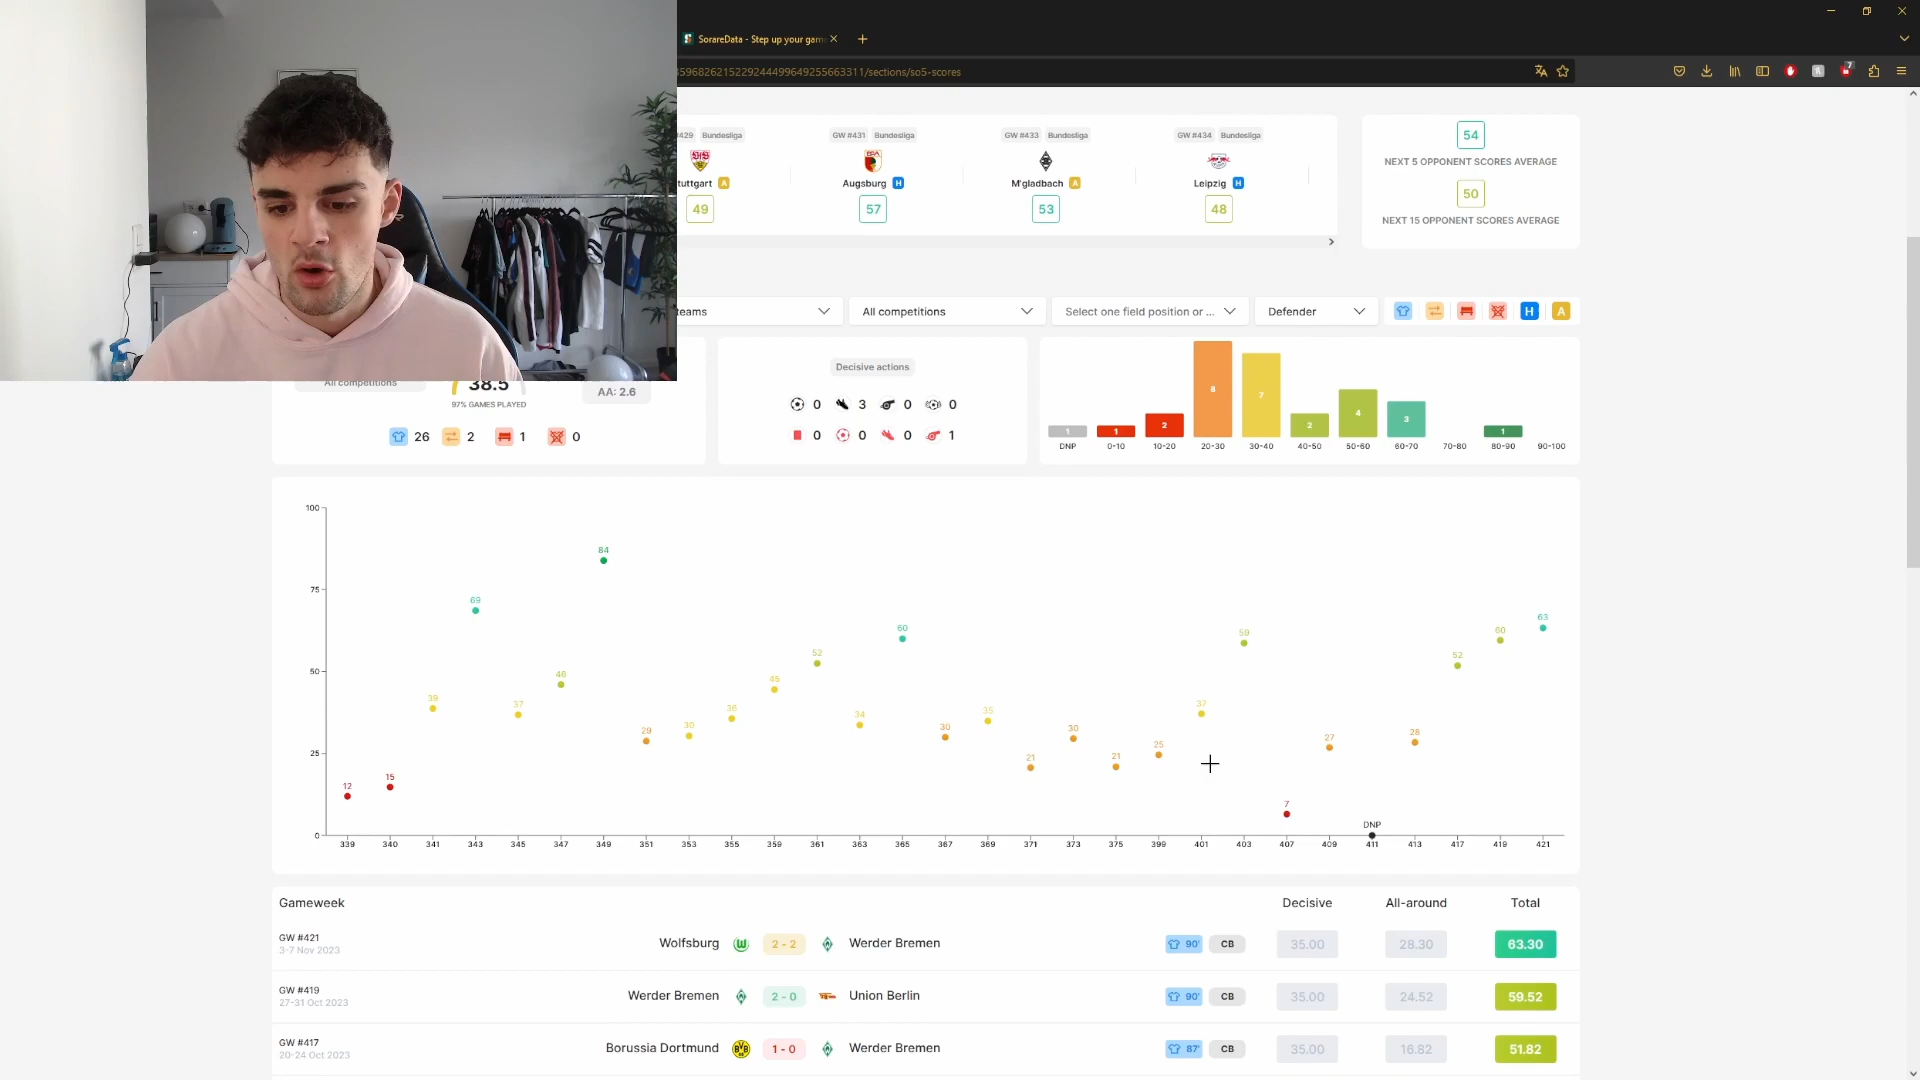 SorareData - Step up your gam
5968262152292444996492556633​11/sections/so5-scores
7
#429 Bundesliga
GW #431 Bundesliga
GW #433 Bundesliga
GW #434 Bundesliga
tuttgart A
Augsburg H
M'gladbach A
Leipzig H
49
57
53
48
54
NEXT 5 OPPONENT SCORES AVERAGE
50
NEXT 15 OPPONENT SCORES AVERAGE
teams
All competitions
Select one field position or ...
Defender
H
A
All competitions
38.5
97% GAMES PLAYED
AA: 2.6
26 2 1 0
Decisive actions
0 3 0 0
0 0 0 1
1 1 2 8 7 2 4 3 1
DNP 0-10 10-20 20-30 30-40 40-50 50-60 60-70 70-80 80-90 90-100
100
75
50
25
0
12 15 39 69 37 46 84 29 30 36 45 52 34 60 30 35 21 30 21 25 37 59 7 27 DNP 28 52 60 63
339 340 341 343 345 347 349 351 353 355 359 361 363 365 367 369 371 373 375 399 401 403 407 409 411 413 417 419 421
Gameweek Decisive All-around Total
GW #421
3-7 Nov 2023
Wolfsburg 2 - 2 Werder Bremen 90' CB 35.00 28.30 63.30
GW #419
27-31 Oct 2023
Werder Bremen 2 - 0 Union Berlin 90' CB 35.00 24.52 59.52
GW #417
20-24 Oct 2023
Borussia Dortmund 1 - 0 Werder Bremen 87' CB 35.00 16.82 51.82